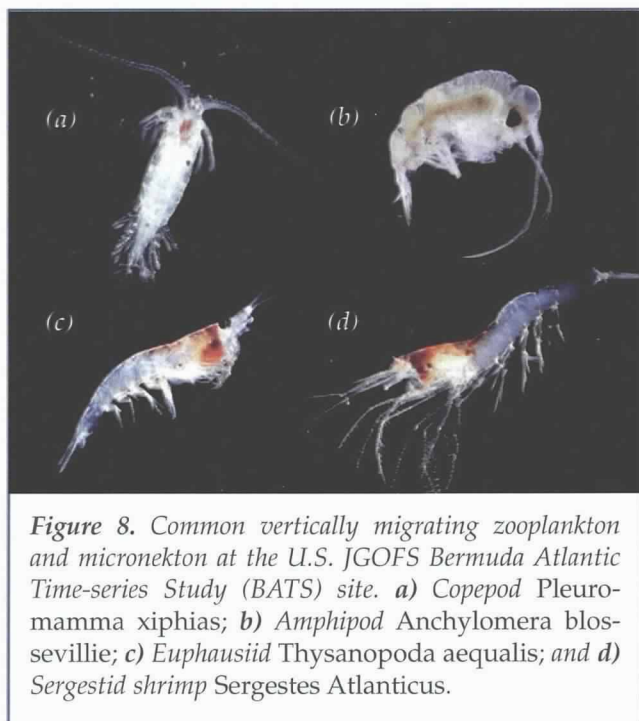 (a)
(b)
(c)
(d)
Figure 8. Common vertically migrating zooplankton
and micronekton at the U.S. JGOFS Bermuda Atlantic
Time-series Study (BATS) site. a) Copepod Pleuro-
mamma xiphias; b) Amphipod Anchylomera blos-
sevillie; c) Euphausiid Thysanopoda aequalis; and d)
Sergestid shrimp Sergestes Atlanticus.